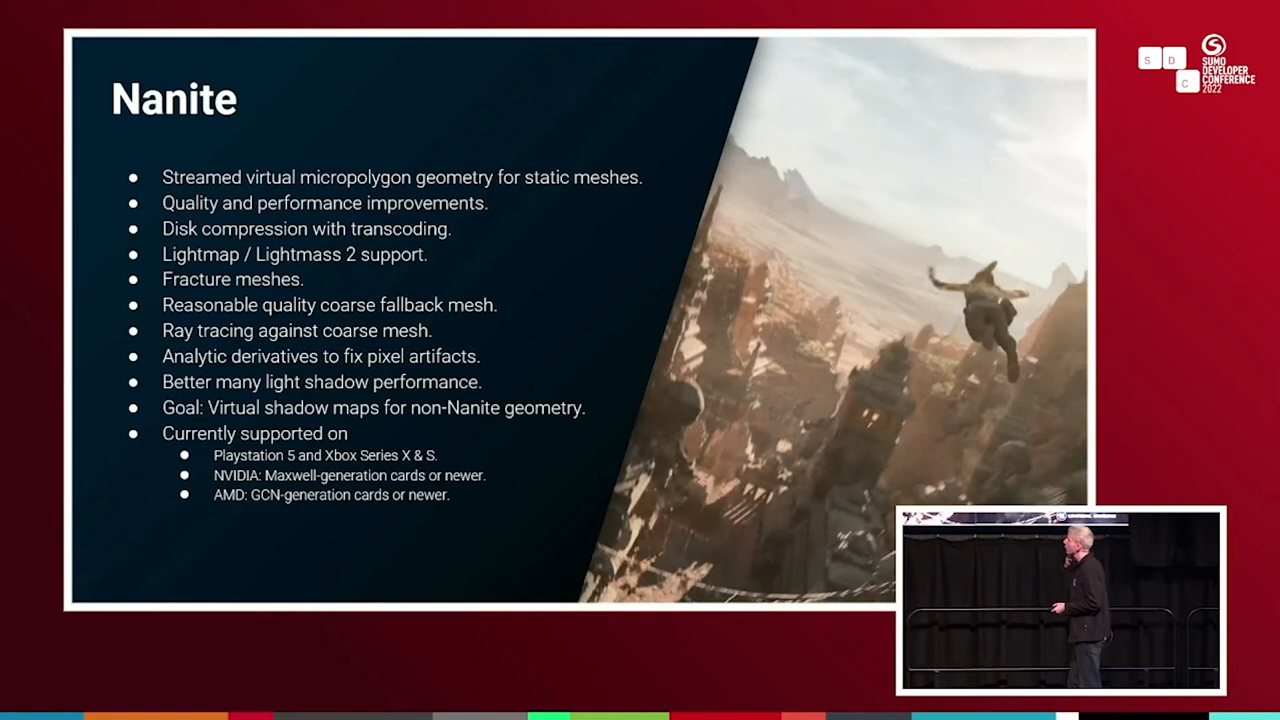 Nanite
Streamed virtual micropolygon geometry for static meshes.
Quality and performance improvements.
Disk compression with transcoding.
Lightmap / Lightmass 2 support.
Fracture meshes.
Reasonable quality coarse fallback mesh.
Ray tracing against coarse mesh.
Analytic derivatives to fix pixel artifacts.
Better many light shadow performance.
Goal: Virtual shadow maps for non-Nanite geometry.
Currently supported on
Playstation 5 and Xbox Series X & S.
NVIDIA: Maxwell-generation cards or newer.
AMD: GCN-generation cards or newer.
S D
C
SUMO
DEVELOPER
CONFERENCE
2022